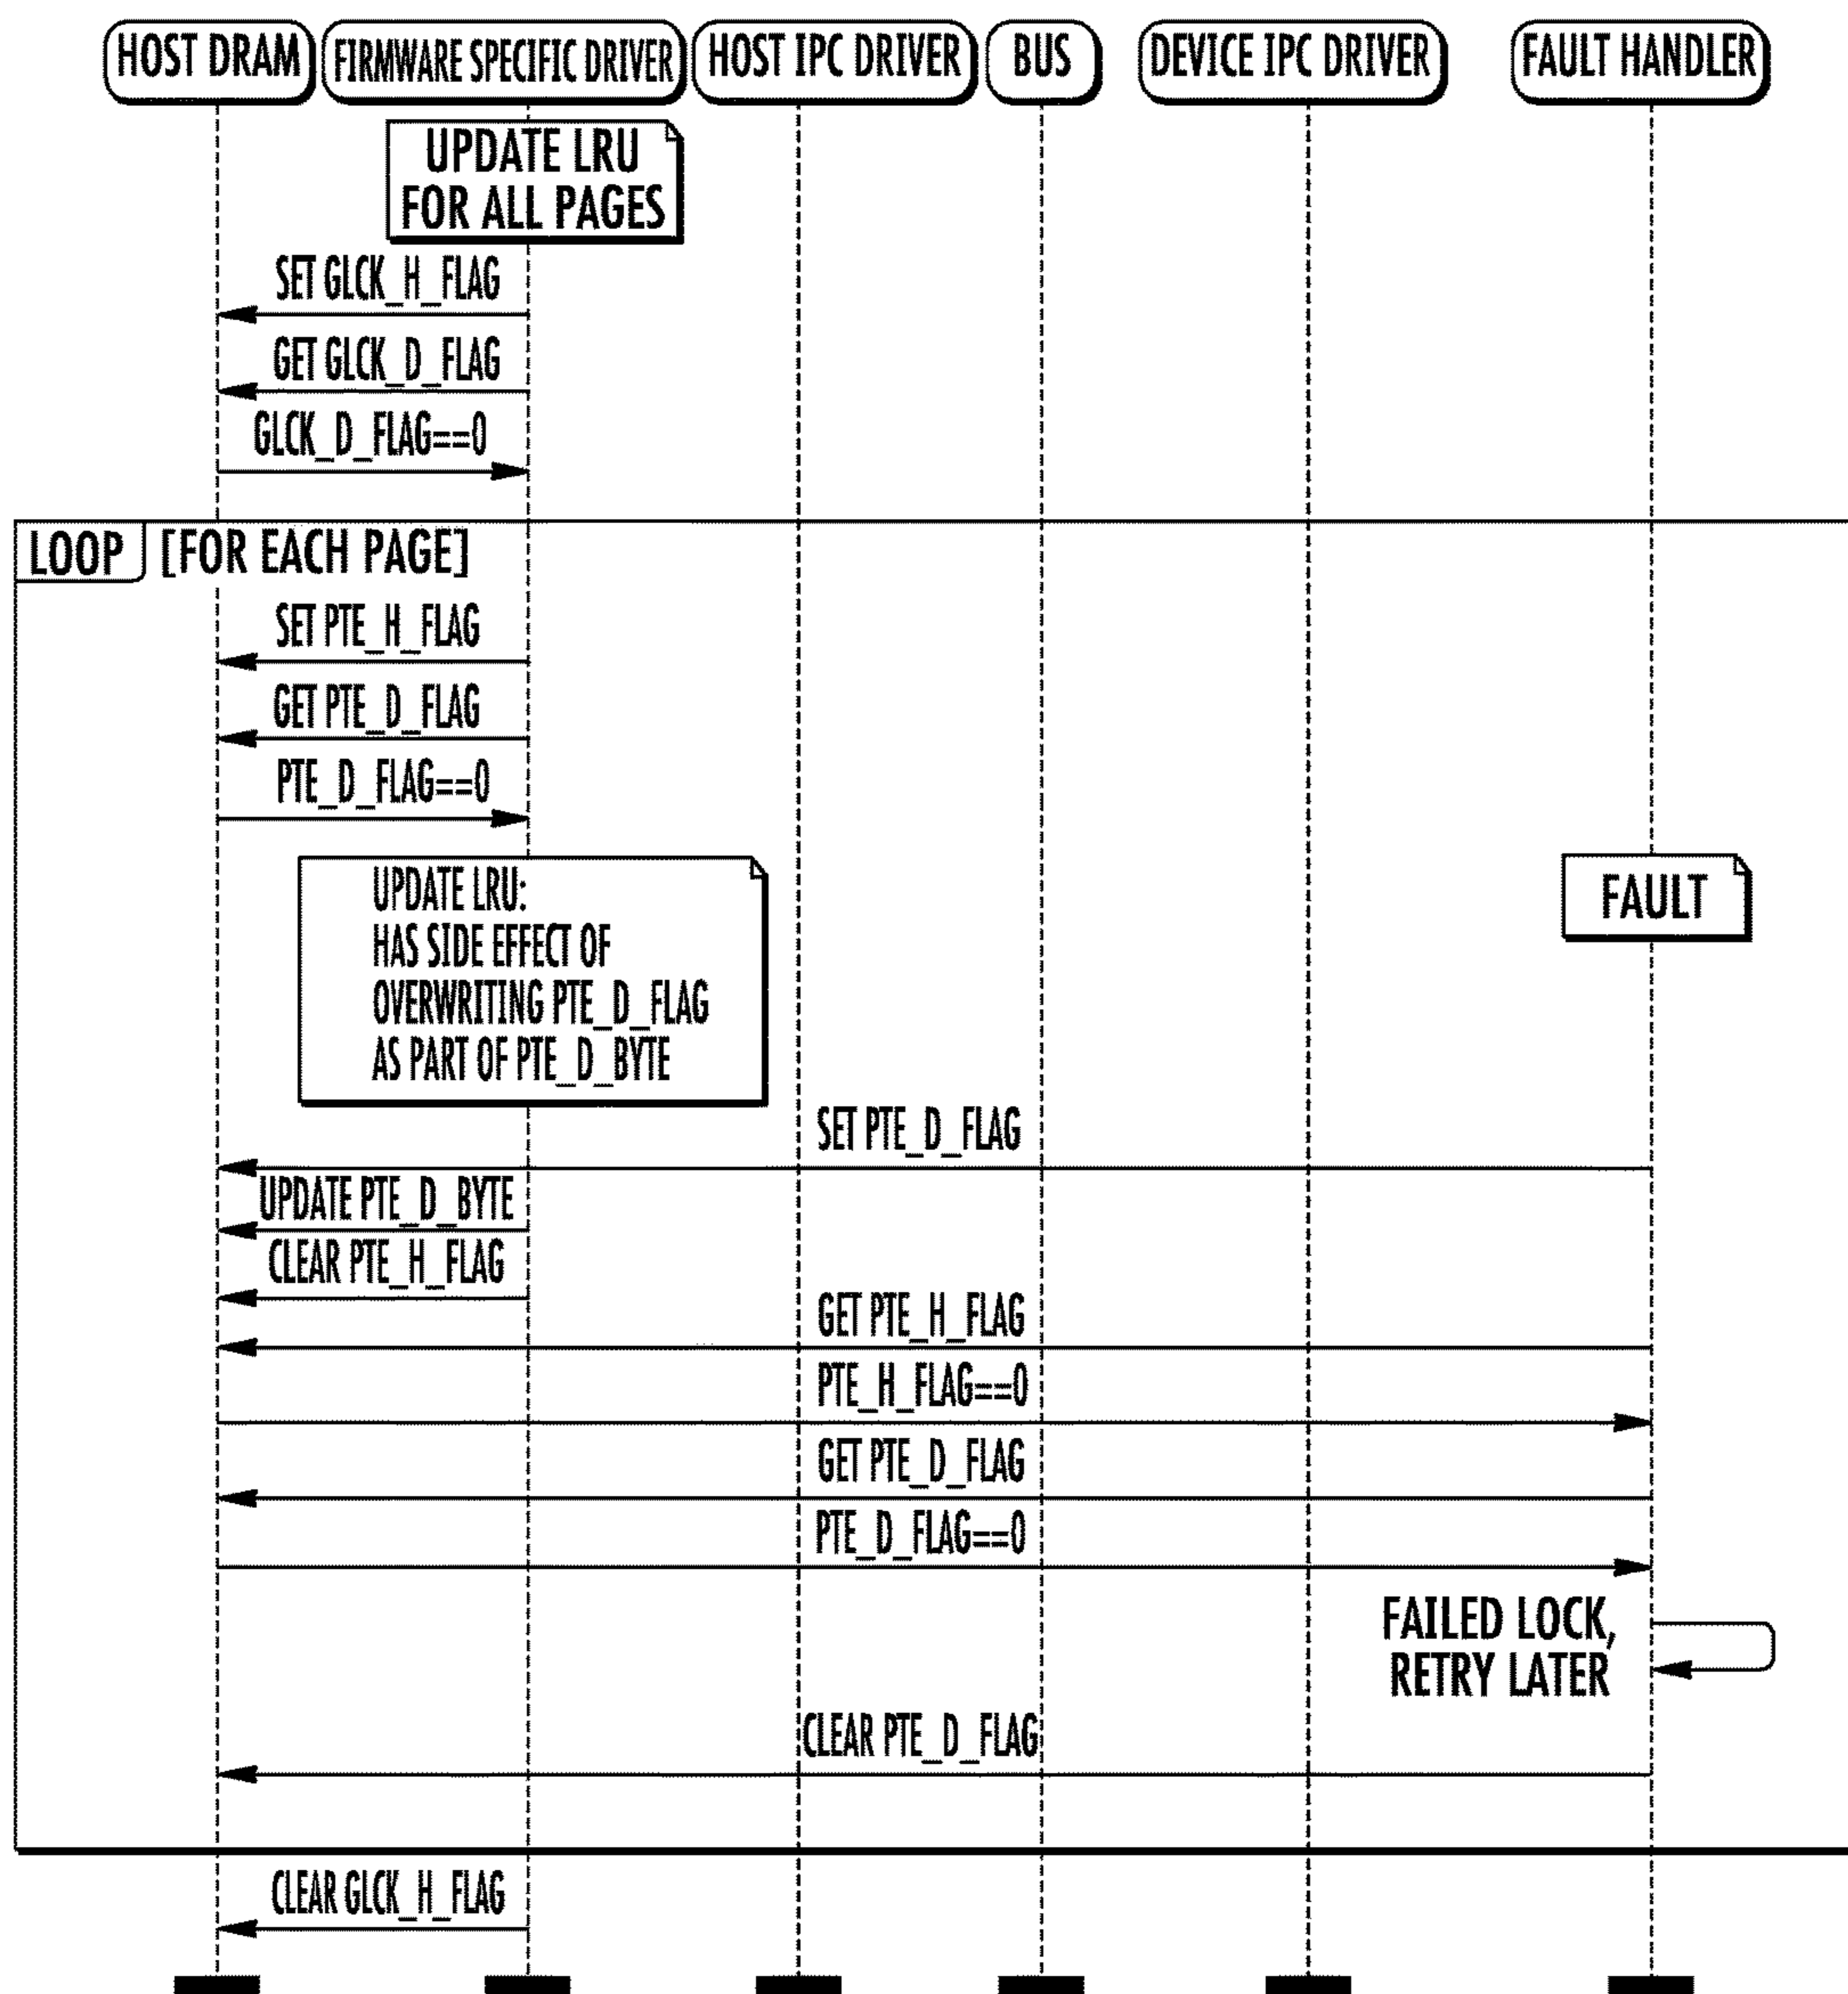 HOST DRAM
FIRMWARE SPECIFIC DRIVER
HOST IPC DRIVER
BUS
DEVICE IPC DRIVER
FAULT HANDLER
UPDATE LRU
FOR ALL PAGES
SET GLCK_H_FLAG
GET GLCK_D_FLAG
GLCK_D_FLAG==0
LOOP [FOR EACH PAGE]
SET PTE_H_FLAG
GET PTE_D_FLAG
PTE_D_FLAG==0
UPDATE LRU:
HAS SIDE EFFECT OF
OVERWRITING PTE_D_FLAG
AS PART OF PTE_D_BYTE
FAULT
SET PTE_D_FLAG
UPDATE PTE_D_BYTE
CLEAR PTE_H_FLAG
GET PTE_H_FLAG
PTE_H_FLAG==0
GET PTE_D_FLAG
PTE_D_FLAG==0
FAILED LOCK,
RETRY LATER
CLEAR PTE_D_FLAG
CLEAR GLCK_H_FLAG